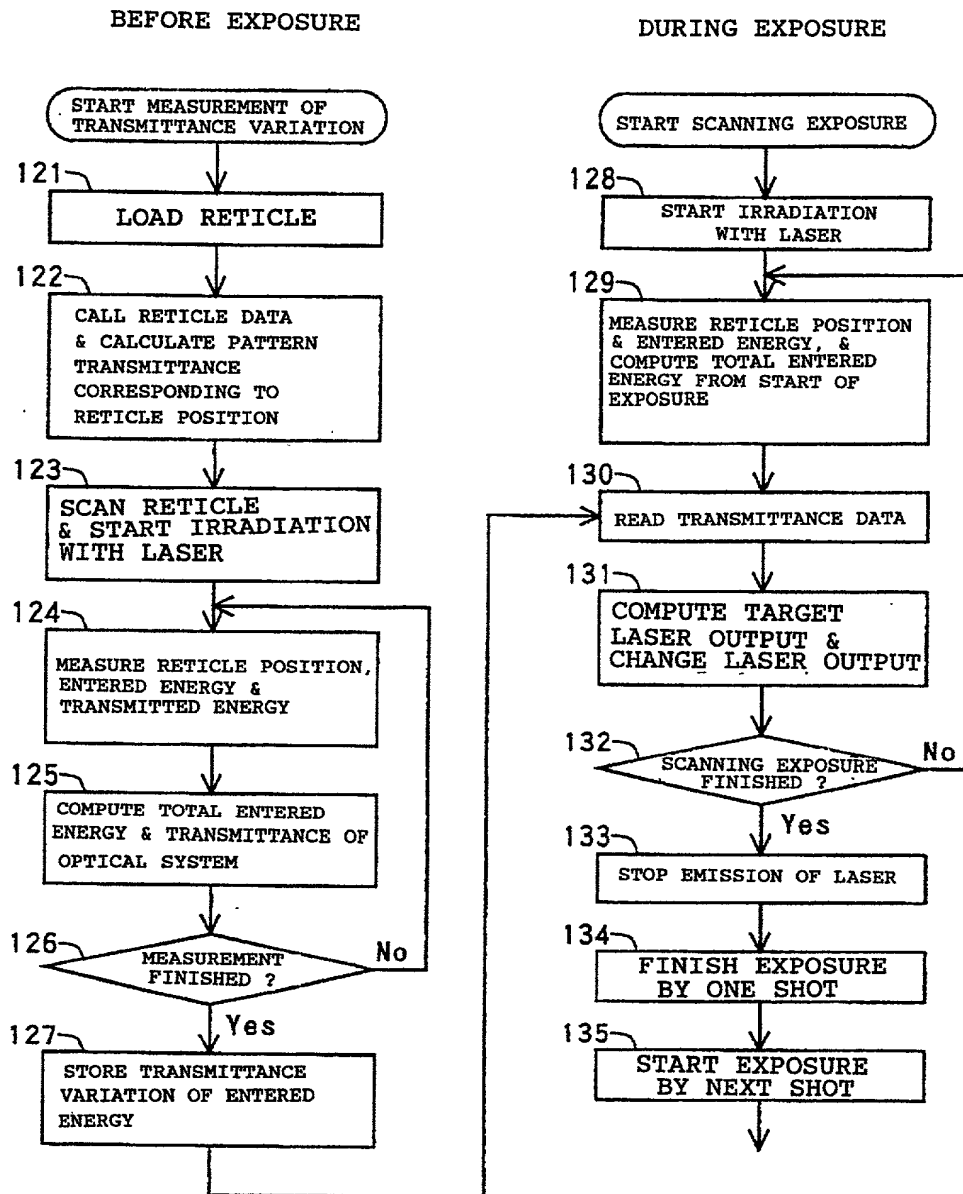 BEFORE EXPOSURE
START MEASUREMENT OF
TRANSMITTANCE VARIATION
121
LOAD RETICLE
122
CALL RETICLE DATA
& CALCULATE PATTERN
TRANSMITTANCE
CORRESPONDING TO
RETICLE POSITION
123
SCAN RETICLE
& START IRRADIATION
WITH LASER
124
MEASURE RETICLE POSITION,
ENTERED ENERGY &
TRANSMITTED ENERGY
125
COMPUTE TOTAL ENTERED
ENERGY & TRANSMITTANCE OF
OPTICAL SYSTEM
126
MEASUREMENT
FINISHED ?
No
Yes
127
STORE TRANSMITTANCE
VARIATION OF ENTERED
ENERGY
DURING EXPOSURE
START SCANNING EXPOSURE
128
START IRRADIATION
WITH LASER
129
MEASURE RETICLE POSITION
& ENTERED ENERGY, &
COMPUTE TOTAL ENTERED
ENERGY FROM START OF
EXPOSURE
130
READ TRANSMITTANCE DATA
131
COMPUTE TARGET
LASER OUTPUT &
CHANGE LASER OUTPUT
132
SCANNING EXPOSURE
FINISHED ?
No
Yes
133
STOP EMISSION OF LASER
134
FINISH EXPOSURE
BY ONE SHOT
135
START EXPOSURE
BY NEXT SHOT